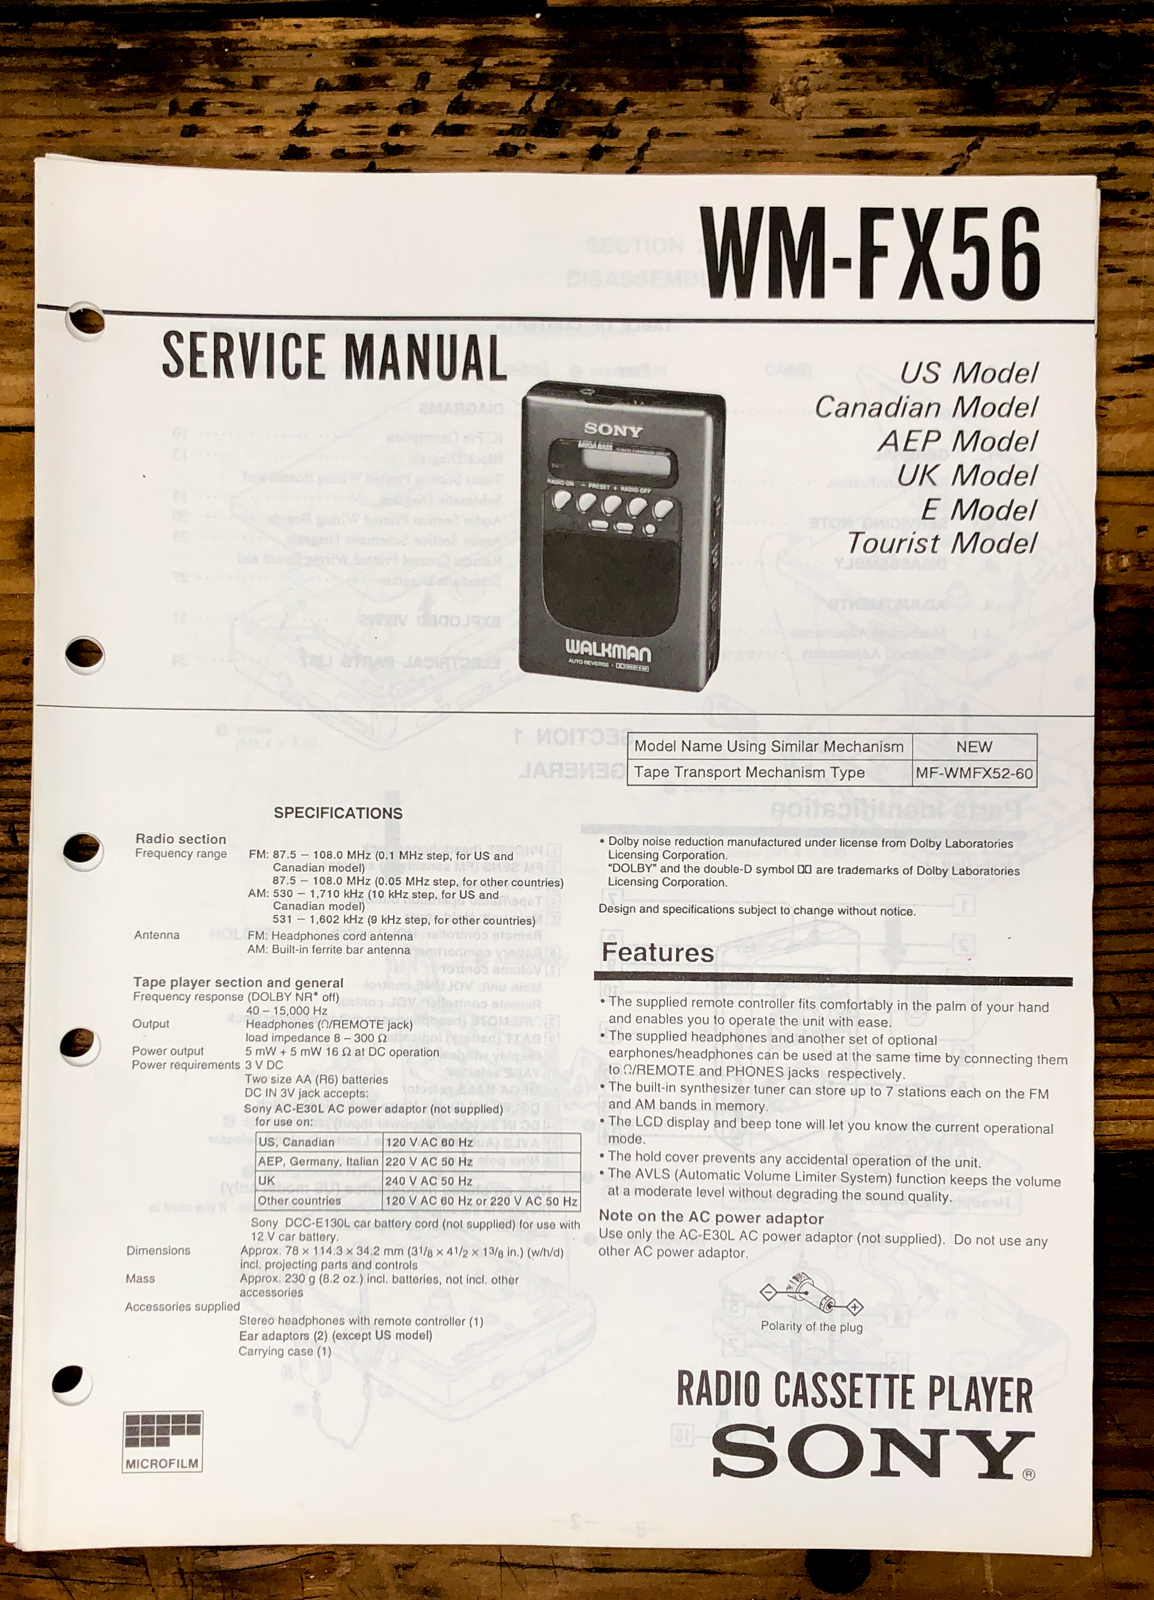 WM-FX56
SERVICE MANUAL
US Model
Canadian Model
AEP Model
UK Model
E Model
Tourist Model
SONY
MEGA BASS
RADIO ON − PRESET + RADIO OFF
WALKMAN
AUTO REVERSE
Model Name Using Similar Mechanism NEW
Tape Transport Mechanism Type MF-WMFX52-60
SPECIFICATIONS
Radio section
Frequency range FM: 87.5 – 108.0 MHz (0.1 MHz step, for US and
Canadian model)
87.5 – 108.0 MHz (0.05 MHz step, for other countries)
AM: 530 – 1,710 kHz (10 kHz step, for US and
Canadian model)
531 – 1,602 kHz (9 kHz step, for other countries)
Antenna FM: Headphones cord antenna
AM: Built-in ferrite bar antenna
Tape player section and general
Frequency response (DOLBY NR* off)
40 – 15,000 Hz
Output Headphones (Ω/REMOTE jack)
load impedance 8 – 300 Ω
Power output 5 mW + 5 mW 16 Ω at DC operation
Power requirements 3 V DC
Two size AA (R6) batteries
DC IN 3V jack accepts:
Sony AC-E30L AC power adaptor (not supplied)
for use on:
US, Canadian 120 V AC 60 Hz
AEP, Germany, Italian 220 V AC 50 Hz
UK 240 V AC 50 Hz
Other countries 120 V AC 60 Hz or 220 V AC 50 Hz
Sony DCC-E130L car battery cord (not supplied) for use with
12 V car battery.
Dimensions Approx. 78 × 114.3 × 34.2 mm (3 1/8 × 4 1/2 × 1 3/8 in.) (w/h/d)
incl. projecting parts and controls
Mass Approx. 230 g (8.2 oz.) incl. batteries, not incl. other
accessories
Accessories supplied
Stereo headphones with remote controller (1)
Ear adaptors (2) (except US model)
Carrying case (1)
MICROFILM
• Dolby noise reduction manufactured under license from Dolby Laboratories
Licensing Corporation.
"DOLBY" and the double-D symbol DD are trademarks of Dolby Laboratories
Licensing Corporation.
Design and specifications subject to change without notice.
Features
• The supplied remote controller fits comfortably in the palm of your hand
and enables you to operate the unit with ease.
• The supplied headphones and another set of optional
earphones/headphones can be used at the same time by connecting them
to Ω/REMOTE and PHONES jacks respectively.
• The built-in synthesizer tuner can store up to 7 stations each on the FM
and AM bands in memory.
• The LCD display and beep tone will let you know the current operational
mode.
• The hold cover prevents any accidental operation of the unit.
• The AVLS (Automatic Volume Limiter System) function keeps the volume
at a moderate level without degrading the sound quality.
Note on the AC power adaptor
Use only the AC-E30L AC power adaptor (not supplied). Do not use any
other AC power adaptor.
Polarity of the plug
RADIO CASSETTE PLAYER
SONY®